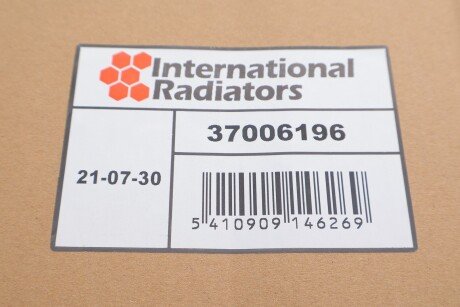 International
Radiators
37006196
21-07-30
5 410909 146269